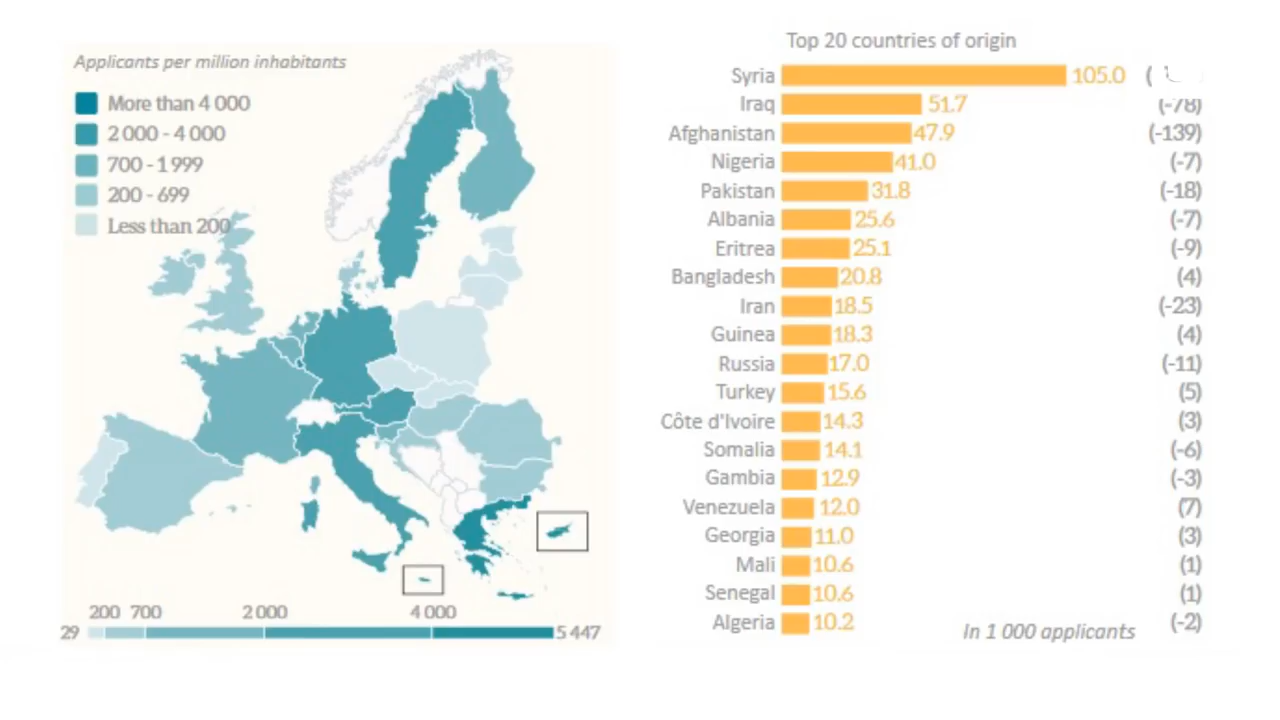 Applicants per million inhabitants
More than 4 000
2 000 - 4 000
700 - 1 999
200 - 699
Less than 200
29 200 700 2 000 4 000 5 447
Top 20 countries of origin
Syria 105.0
Iraq 51.7 (-78)
Afghanistan 47.9 (-139)
Nigeria 41.0 (-7)
Pakistan 31.8 (-18)
Albania 25.6 (-7)
Eritrea 25.1 (-9)
Bangladesh 20.8 (4)
Iran 18.5 (-23)
Guinea 18.3 (4)
Russia 17.0 (-11)
Turkey 15.6 (5)
Côte d'Ivoire 14.3 (3)
Somalia 14.1 (-6)
Gambia 12.9 (-3)
Venezuela 12.0 (7)
Georgia 11.0 (3)
Mali 10.6 (1)
Senegal 10.6 (1)
Algeria 10.2 (-2)
In 1 000 applicants